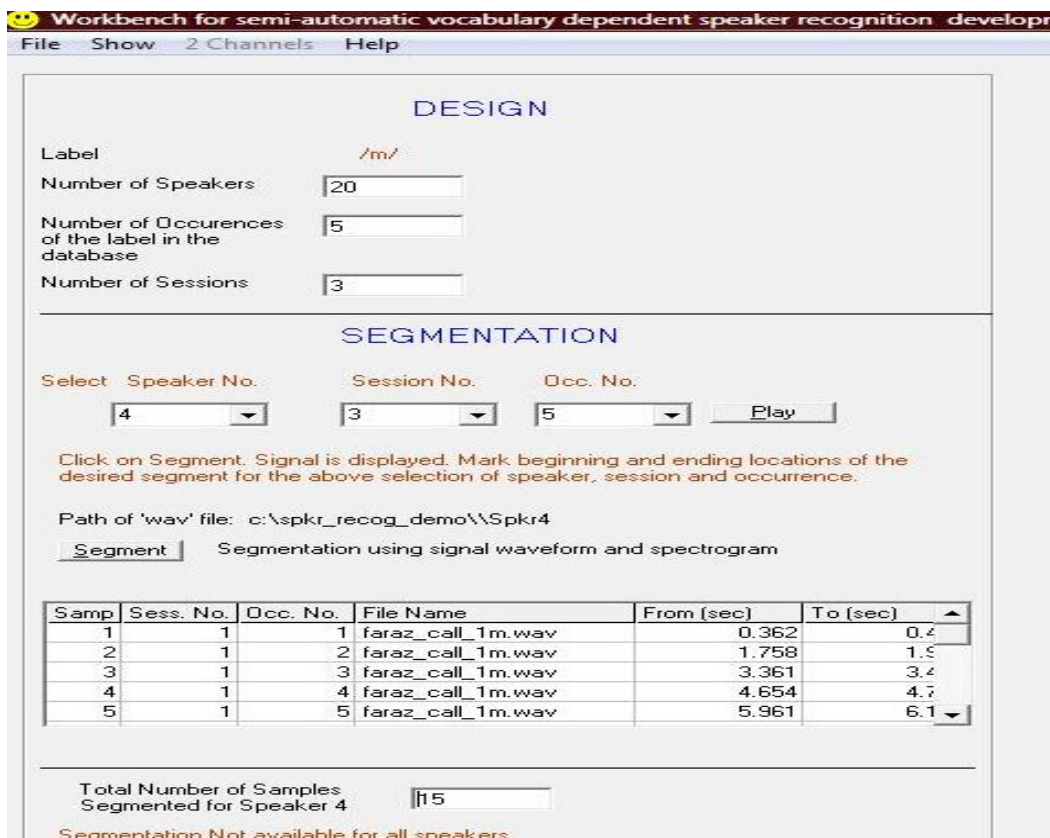 Workbench for semi-automatic vocabulary dependent speaker recognition
File Show 2 Channels Help
DESIGN
Label /m/
Number of Speakers 20
Number of Occurences 5
of the label in the
database
Number of Sessions 3
SEGMENTATION
Select Speaker No. Session No. Occ. No.
4 3 5 Play
Click on Segment. Signal is displayed. Mark beginning and ending locations of the
desired segment for the above selection of speaker, session and occurrence.
Path of 'wav' file: c:\spkr_recog_demo\\Spkr4
Segment Segmentation using signal waveform and spectrogram
Samp Sess. No. Occ. No. File Name From (sec) To (sec)
1 1 1 faraz_call_1m.wav 0.362
2 1 2 faraz_call_1m.wav 1.758
3 1 3 faraz_call_1m.wav 3.361
4 1 4 faraz_call_1m.wav 4.654
5 1 5 faraz_call_1m.wav 5.961 6.1
Total Number of Samples 15
Segmented for Speaker 4
Segmentation Not available for all speakers